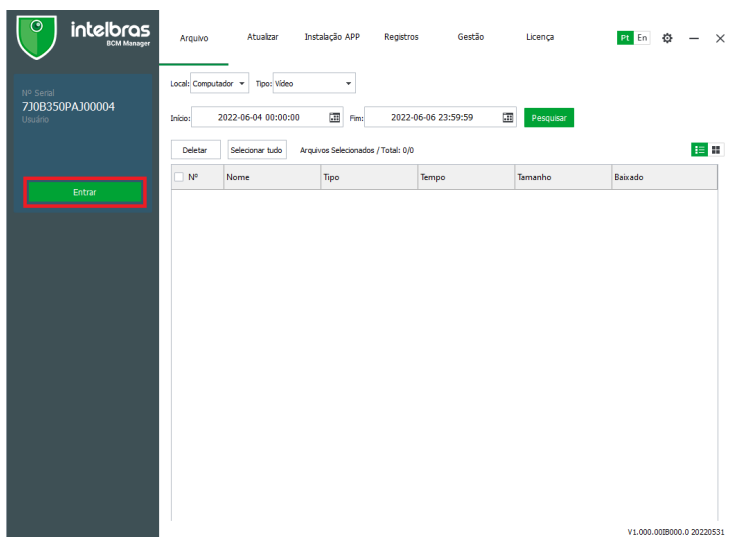 intelbras
BCM Manager
Arquivo Atualizar Instalação APP Registros Gestão Licença Pt En
Local: Computador Tipo: Vídeo
Nº Serial
7J0B350PAJ00004
Usuário
Início: 2022-06-04 00:00:00 Fim: 2022-06-06 23:59:59 Pesquisar
Deletar Selecionar tudo Arquivos Selecionados / Total: 0/0
Nº Nome Tipo Tempo Tamanho Baixado
Entrar
V1.000.00IB000.0 20220531